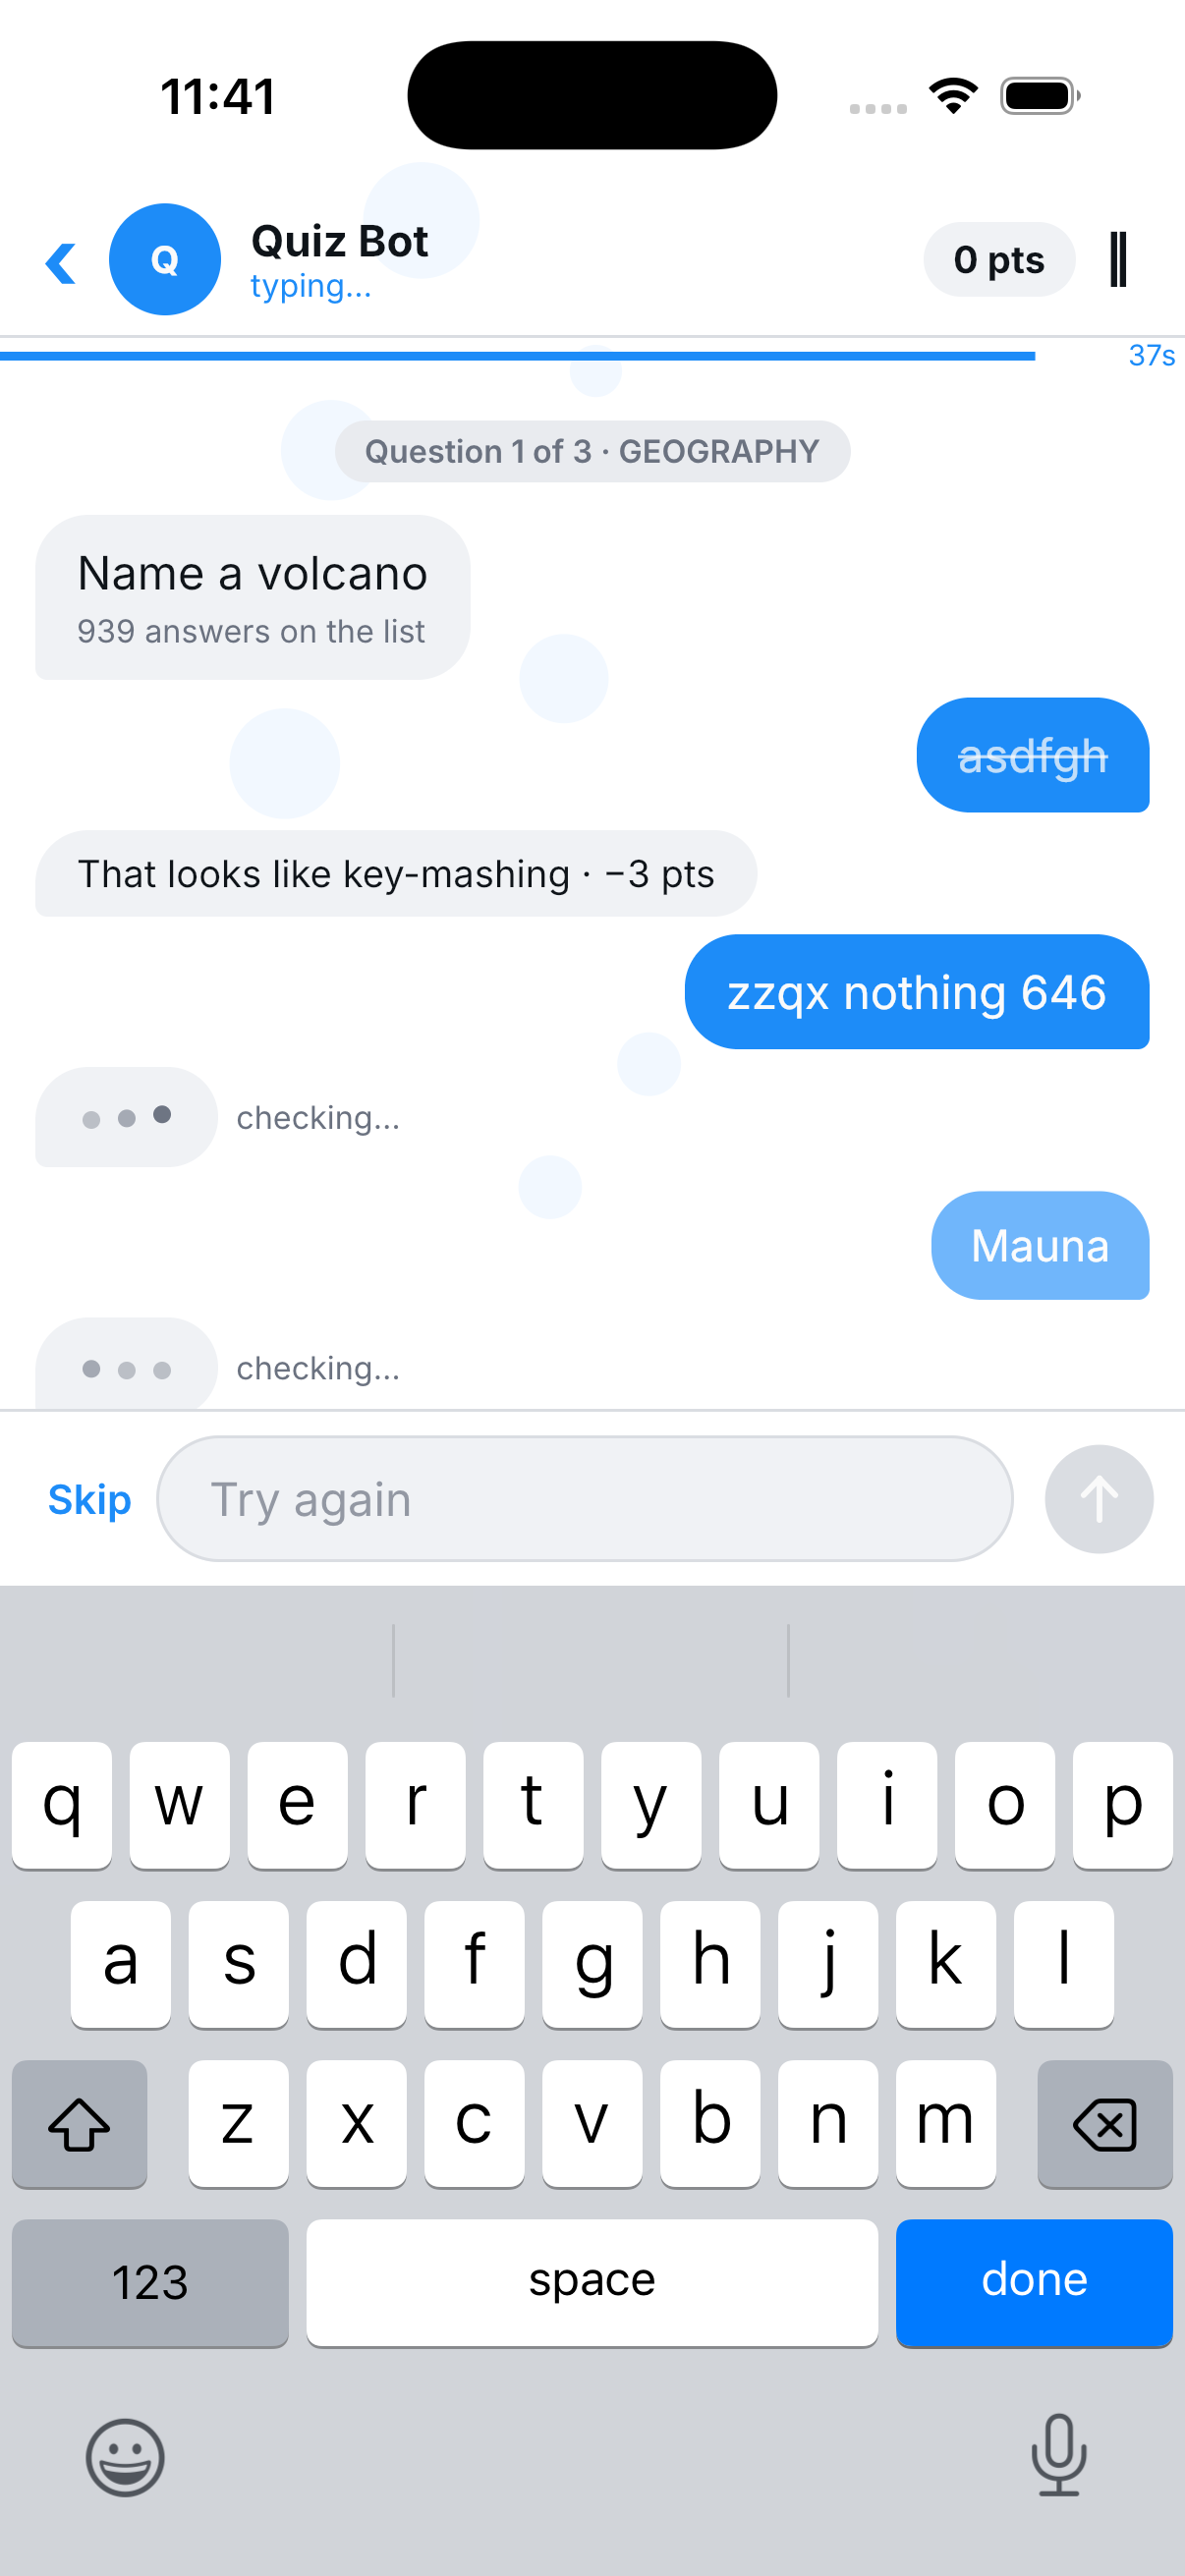 11:41
Q
Quiz Bot
typing...
0 pts
37s
Question 1 of 3 · GEOGRAPHY
Name a volcano
939 answers on the list
asdfgh
That looks like key-mashing · −3 pts
zzqx nothing 646
checking...
Mauna
checking...
Skip
Try again
q w e r t y u i o p
a s d f g h j k l
z x c v b n m
123 space done